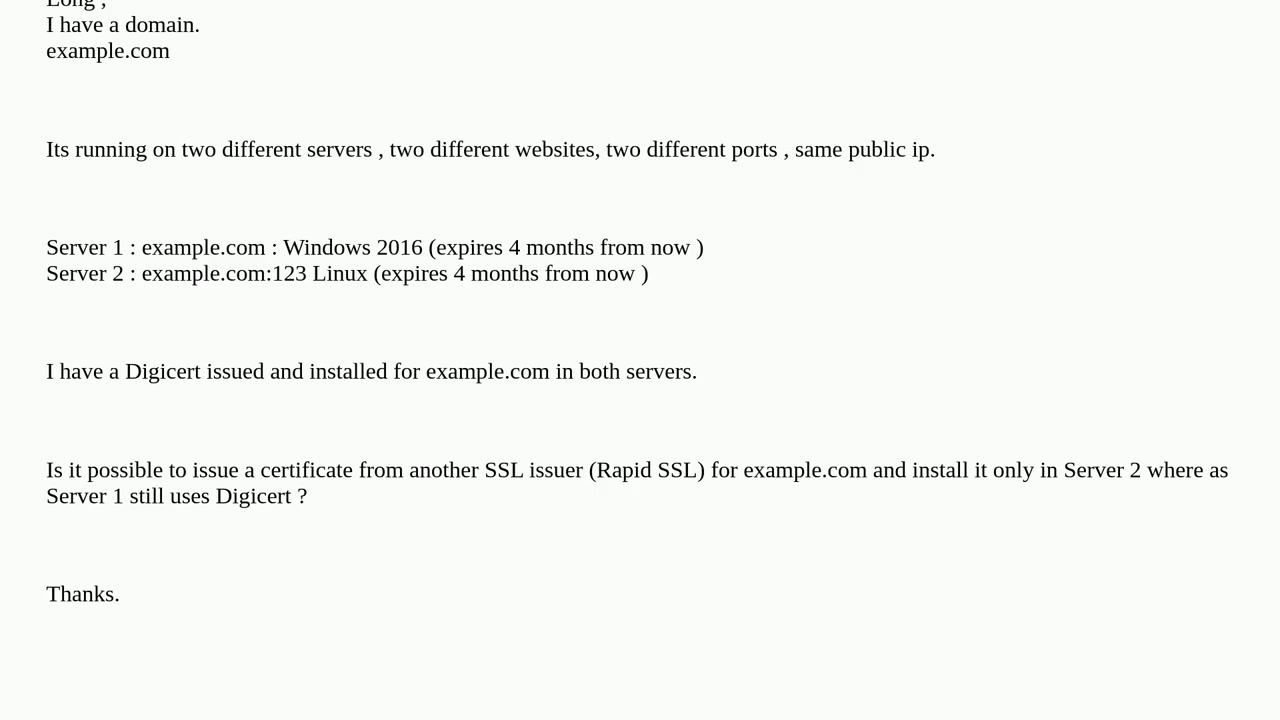 Long ,
I have a domain.
example.com
Its running on two different servers , two different websites, two different ports , same public ip.
Server 1 : example.com : Windows 2016 (expires 4 months from now )
Server 2 : example.com:123 Linux (expires 4 months from now )
I have a Digicert issued and installed for example.com in both servers.
Is it possible to issue a certificate from another SSL issuer (Rapid SSL) for example.com and install it only in Server 2 where as
Server 1 still uses Digicert ?
Thanks.